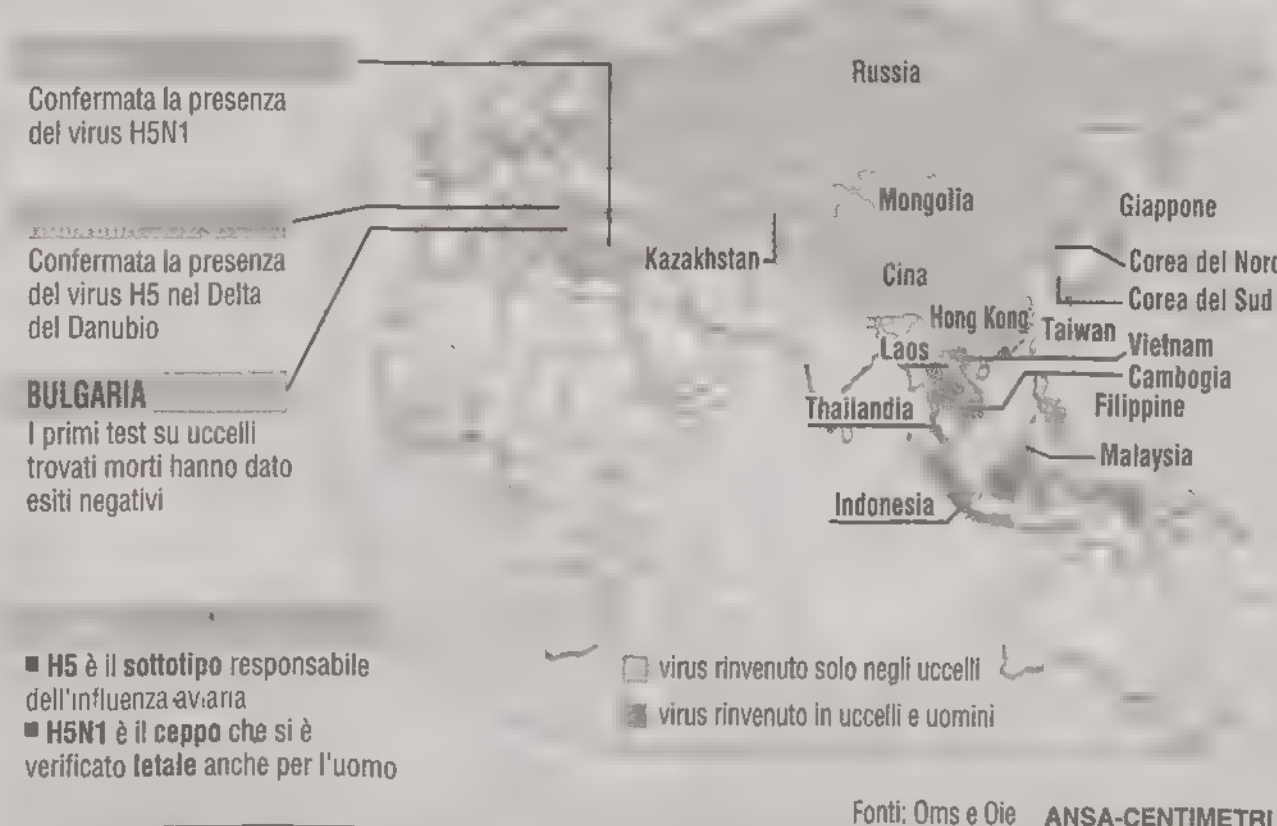 Confermata la presenza
del virus H5N1
Confermata la presenza
del virus H5 nel Delta
del Danubio
BULGARIA
I primi test su uccelli
trovati morti hanno dato
esiti negativi
Russia
Mongolia
Giappone
Kazakhstan
Corea del Nord
Cina
Corea del Sud
Hong Kong
Taiwan
Laos
Vietnam
Cambogia
Thailandia
Filippine
Malaysia
Indonesia
■ H5 è il sottotipo responsabile
dell'influenza aviaria
■ H5N1 è il ceppo che si è
verificato letale anche per l'uomo
virus rinvenuto solo negli uccelli
virus rinvenuto in uccelli e uomini
Fonti: Oms e Oie ANSA-CENTIMETRI